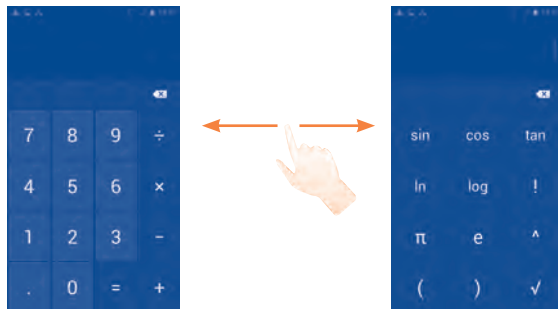 7 8 9 ÷
4 5 6 ×
1 2 3 −
. 0 = +
sin cos tan
ln log !
π e ^
( ) √